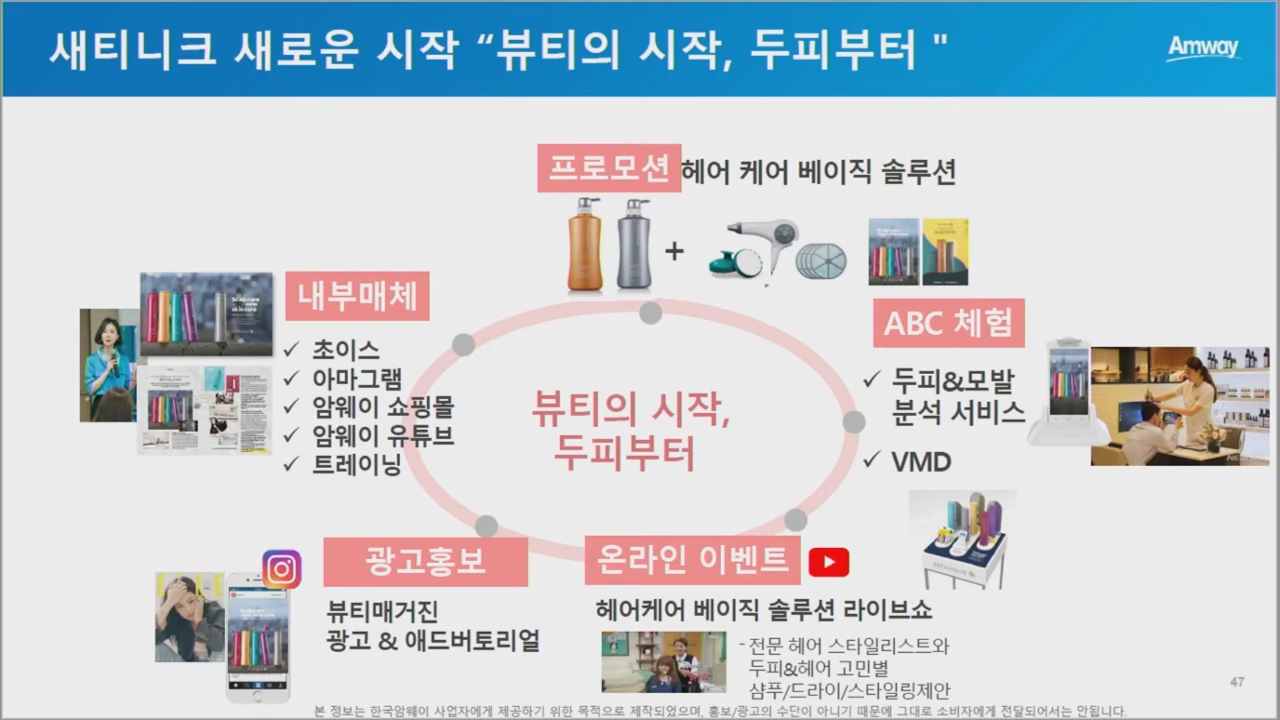 새티니크 새로운 시작 “뷰티의 시작, 두피부터 "
Amway
프로모션 헤어 케어 베이직 솔루션
내부매체
✓ 초이스
✓ 아마그램
✓ 암웨이 쇼핑몰
✓ 암웨이 유튜브
✓ 트레이닝
ABC 체험
✓ 두피&모발
분석 서비스
✓ VMD
뷰티의 시작,
두피부터
광고홍보
뷰티매거진
광고 & 애드버토리얼
온라인 이벤트
헤어케어 베이직 솔루션 라이브쇼
- 전문 헤어 스타일리스트와
두피&헤어 고민별
샴푸/드라이/스타일링제안
47
본 정보는 한국암웨이 사업자에게 제공하기 위한 목적으로 제작되었으며, 홍보/광고의 수단이 아니기 때문에 그대로 소비자에게 전달되어서는 안됩니다.